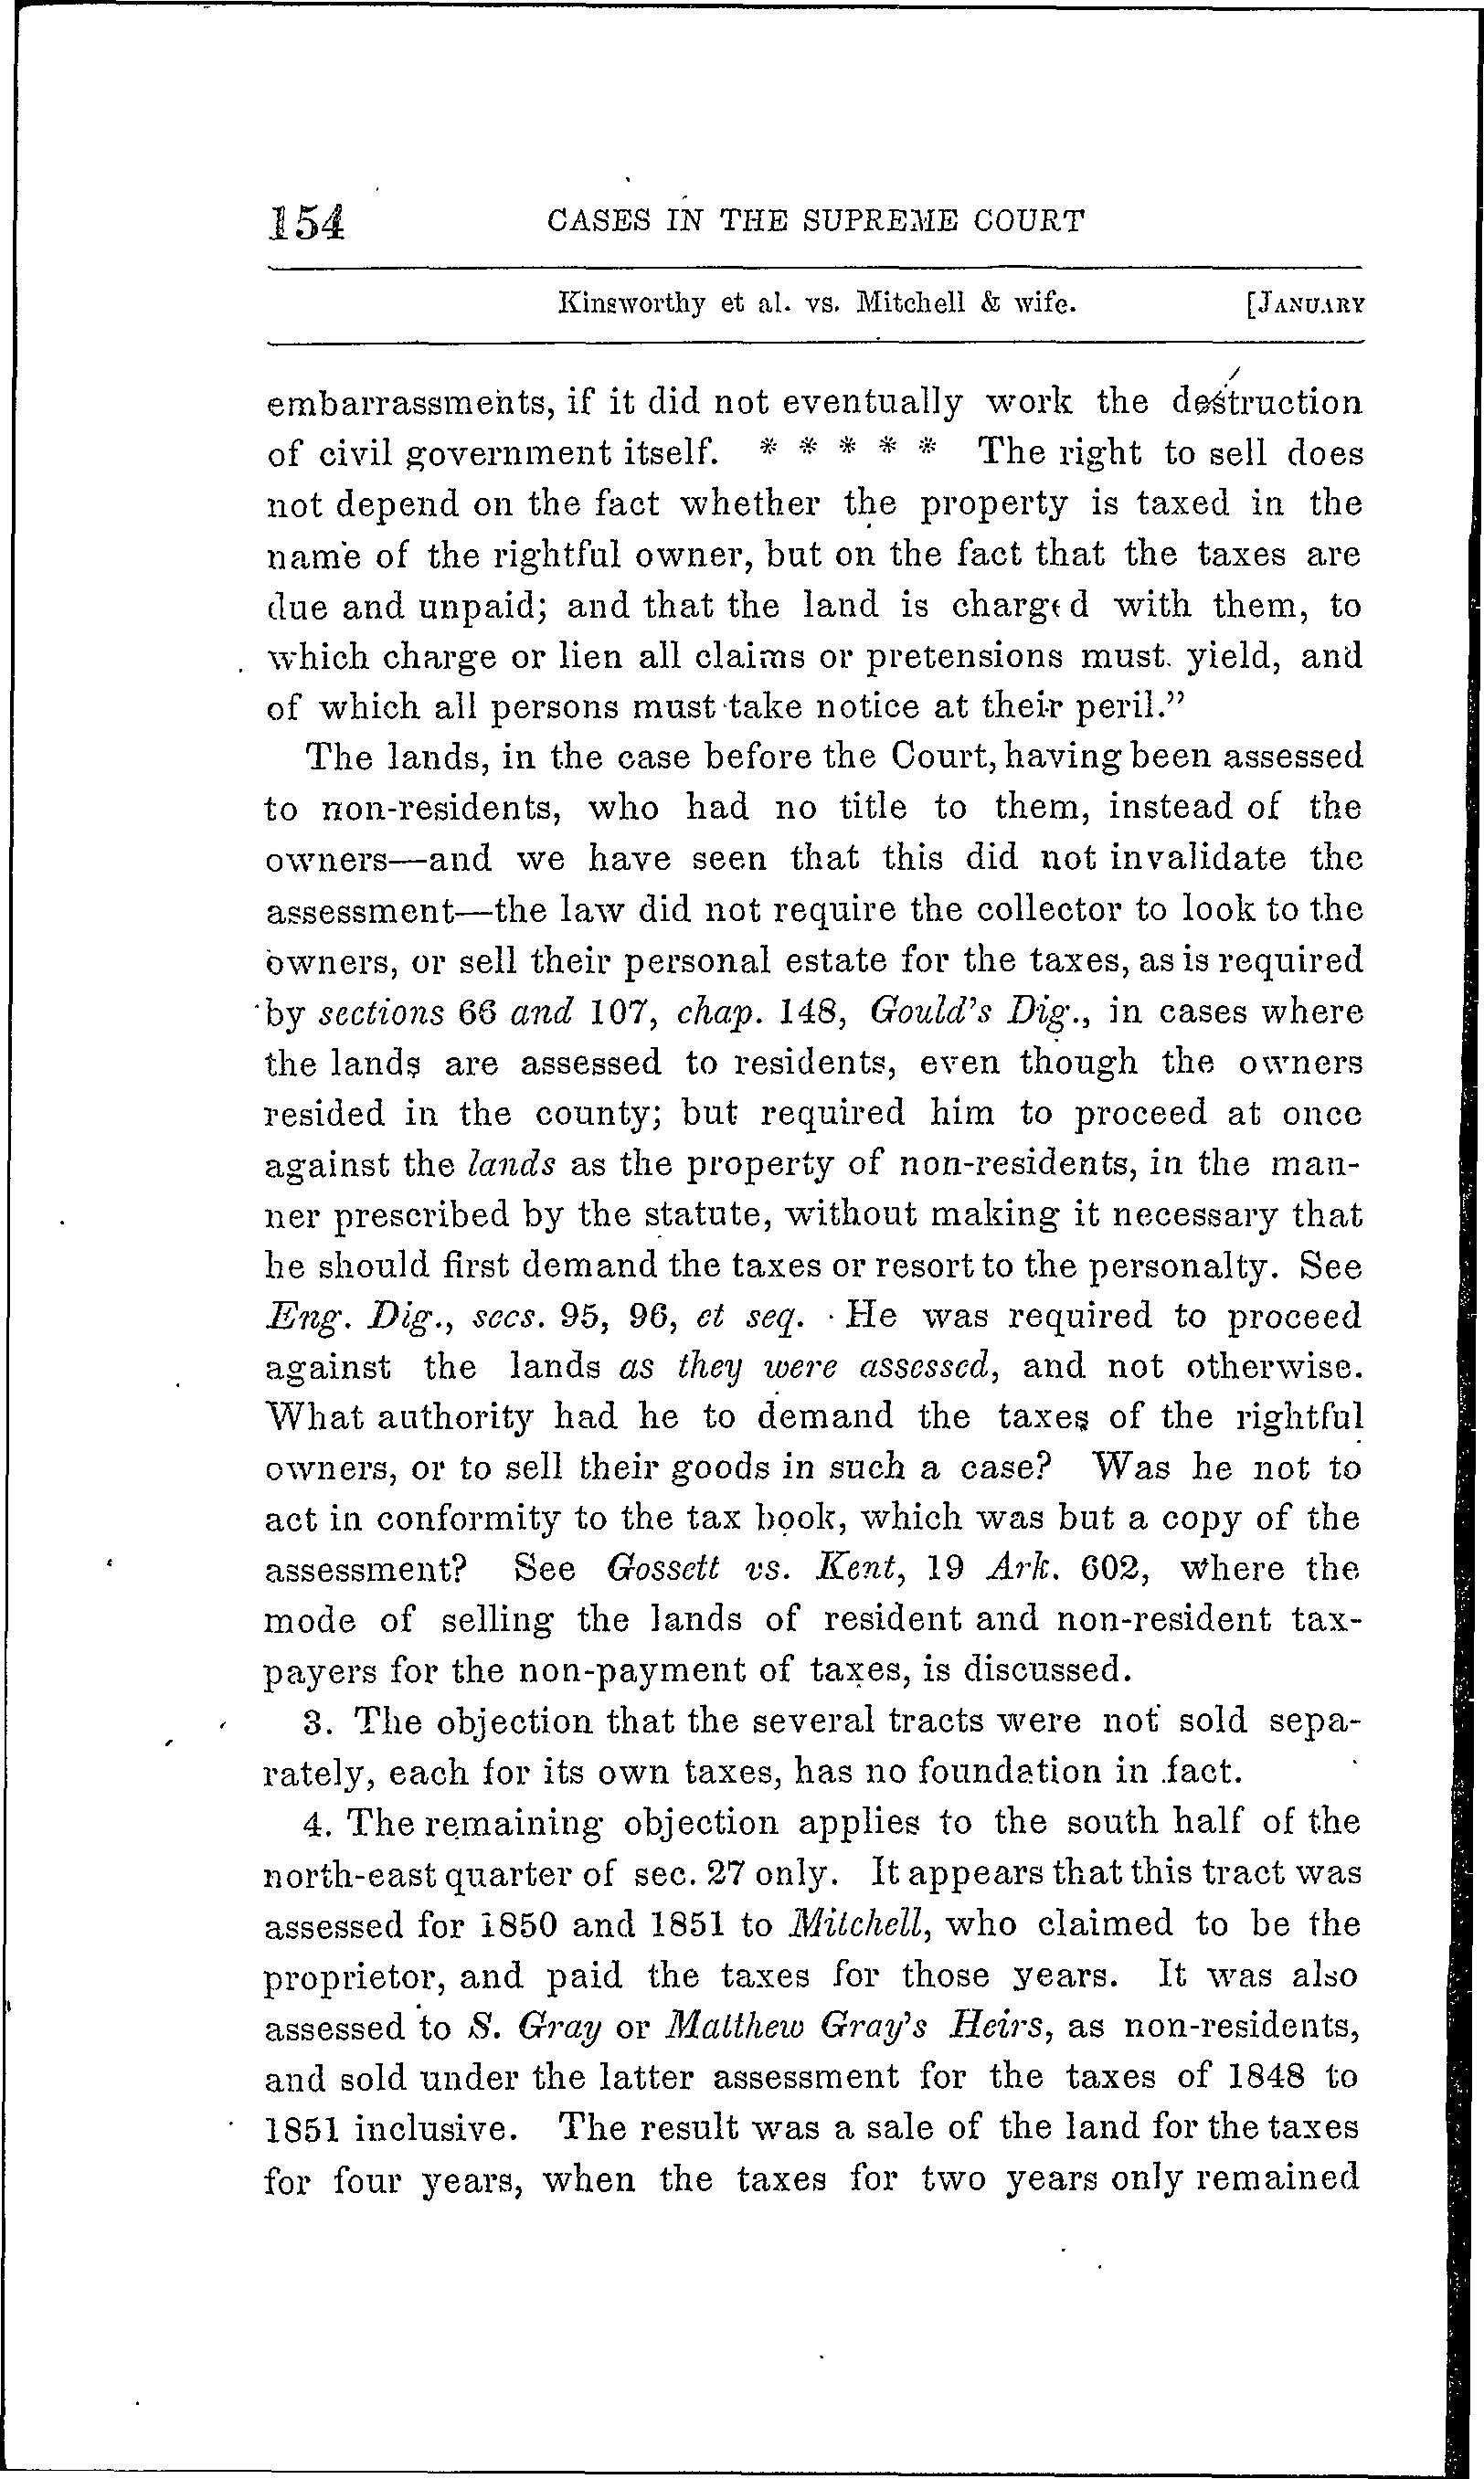 154 CASES IN THE SUPREME COURT
Kinsworthy et al. vs. Mitchell & wife. [JANUARY
embarrassments, if it did not eventually work the destruction
of civil government itself. * * * * * The right to sell does
not depend on the fact whether the property is taxed in the
name of the rightful owner, but on the fact that the taxes are
due and unpaid; and that the land is charged with them, to
which charge or lien all claims or pretensions must yield, and
of which all persons must take notice at their peril.”
The lands, in the case before the Court, having been assessed
to non-residents, who had no title to them, instead of the
owners—and we have seen that this did not invalidate the
assessment—the law did not require the collector to look to the
owners, or sell their personal estate for the taxes, as is required
by sections 66 and 107, chap. 148, Gould's Dig., in cases where
the lands are assessed to residents, even though the owners
resided in the county; but required him to proceed at once
against the lands as the property of non-residents, in the man-
ner prescribed by the statute, without making it necessary that
he should first demand the taxes or resort to the personalty. See
Eng. Dig., secs. 95, 96, et seq. He was required to proceed
against the lands as they were assessed, and not otherwise.
What authority had he to demand the taxes of the rightful
owners, or to sell their goods in such a case? Was he not to
act in conformity to the tax book, which was but a copy of the
assessment? See Gossett vs. Kent, 19 Ark. 602, where the
mode of selling the lands of resident and non-resident tax-
payers for the non-payment of taxes, is discussed.
3. The objection that the several tracts were not sold sepa-
rately, each for its own taxes, has no foundation in fact.
4. The remaining objection applies to the south half of the
north-east quarter of sec. 27 only. It appears that this tract was
assessed for 1850 and 1851 to Mitchell, who claimed to be the
proprietor, and paid the taxes for those years. It was also
assessed to S. Gray or Matthew Gray's Heirs, as non-residents,
and sold under the latter assessment for the taxes of 1848 to
1851 inclusive. The result was a sale of the land for the taxes
for four years, when the taxes for two years only remained